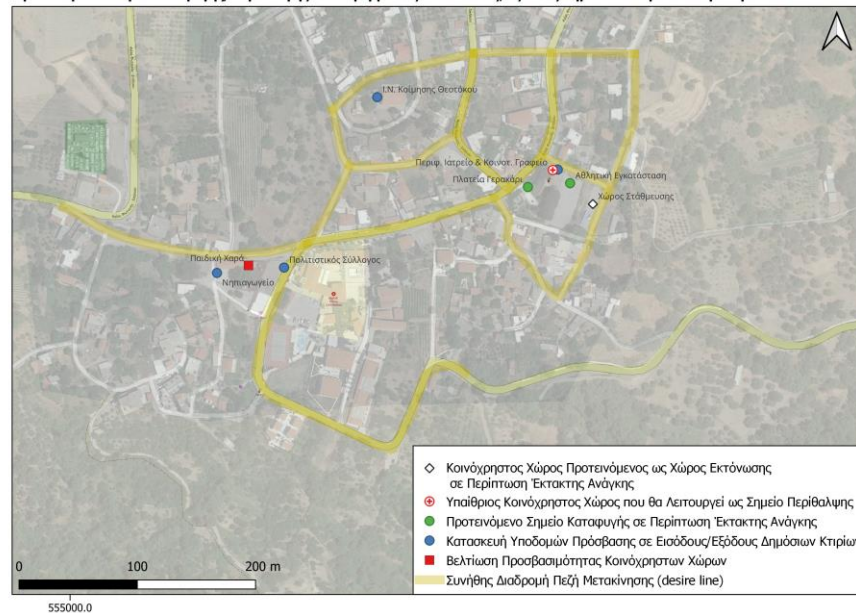 Ι.Ν. Κοίμησης Θεοτόκου
Περιφ. Ιατρείο & Κοινοτ. Γραφείο
Πλατεία Γερακάρι
Αθλητική Εγκατάσταση
Χώρος Στάθμευσης
Παιδική Χαρά
Πολιτιστικός Σύλλογος
Νηπιαγωγείο
Κοινόχρηστος Χώρος Προτεινόμενος ως Χώρος Εκτόνωσης
σε Περίπτωση Έκτακτης Ανάγκης
Υπαίθριος Κοινόχρηστος Χώρος που θα Λειτουργεί ως Σημείο Περίθαλψης
Προτεινόμενο Σημείο Καταφυγής σε Περίπτωση Έκτακτης Ανάγκης
Κατασκευή Υποδομών Πρόσβασης σε Εισόδους/Εξόδους Δημόσιων Κτιρίων
Βελτίωση Προσβασιμότητας Κοινόχρηστων Χώρων
Συνήθης Διαδρομή Πεζή Μετακίνησης (desire line)
0 100 200 m
555000.0